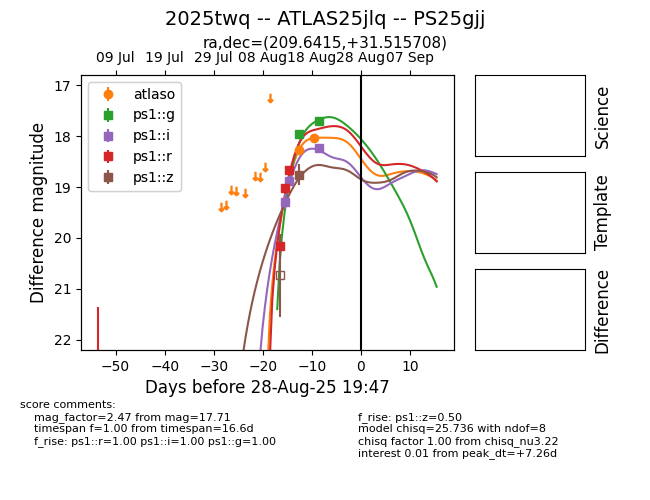 2025twq -- ATLAS25jlq -- PS25gjj
ra,dec=(209.6415,+31.515708)
09 Jul 19 Jul 29 Jul 08 Aug 18 Aug 28 Aug 07 Sep
atlaso
ps1::g
ps1::i
ps1::r
ps1::z
17
18
19
20
21
22
Difference magnitude
−50 −40 −30 −20 −10 0 10
Days before 28-Aug-25 19:47
Science
Template
Difference
score comments:
mag_factor=2.47 from mag=17.71
timespan f=1.00 from timespan=16.6d
f_rise: ps1::r=1.00 ps1::i=1.00 ps1::g=1.00
f_rise: ps1::z=0.50
model chisq=25.736 with ndof=8
chisq factor 1.00 from chisq_nu3.22
interest 0.01 from peak_dt=+7.26d